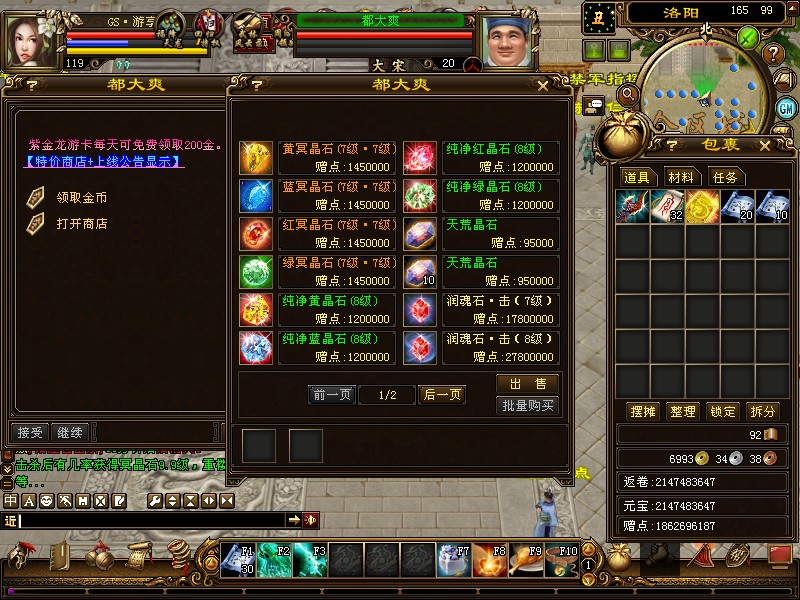 GS·游亨
119
都大爽
大宋
20
洛阳
165 99
丑
北
GM
都大爽
紫金龙游卡每天可免费领取200金。
【特价商店+上线公告显示】
领取金币
打开商店
接受
继续
都大爽
黄冥晶石(7级·7级)
赠点:1450000
纯净红晶石(8级)
赠点:1200000
蓝冥晶石(7级·7级)
赠点:1450000
纯净绿晶石(8级)
赠点:1200000
红冥晶石(7级·7级)
赠点:1450000
天荒晶石
赠点:95000
绿冥晶石(7级·7级)
赠点:1450000
10
天荒晶石
赠点:950000
纯净黄晶石(8级)
赠点:1200000
润魂石·击(7级)
赠点:17800000
纯净蓝晶石(8级)
赠点:1200000
润魂石·击(8级)
赠点:27800000
前一页
1/2
后一页
出售
批量购买
包裹
道具
材料
任务
32
20
10
摆摊
整理
锁定
拆分
92
6993 34 38
返卷:2147483647
元宝:2147483647
赠点:1862696187
击杀后有几率获得冥晶石9.9级,重楼
等...
中
A
近
点
F1
30
F2
F3
F7
F8
F9
F10
1